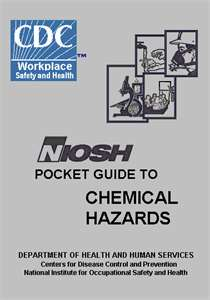 CDC™
Workplace
Safety and Health
NIOSH
POCKET GUIDE TO
CHEMICAL
HAZARDS
DEPARTMENT OF HEALTH AND HUMAN SERVICES
Centers for Disease Control and Prevention
National Institute for Occupational Safety and Health